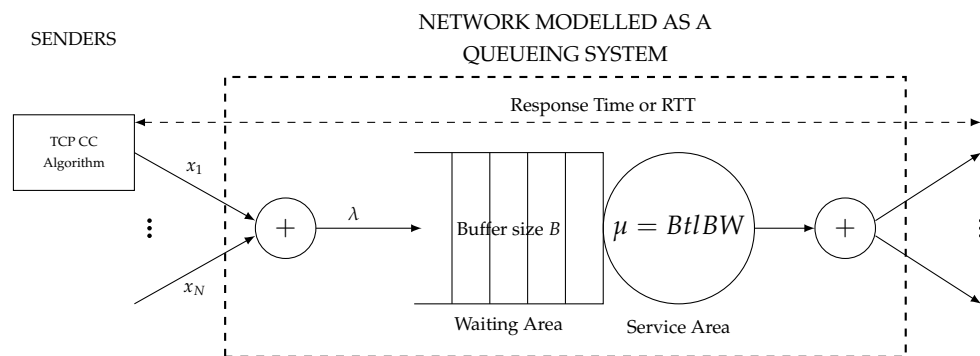 NETWORK MODELLED AS A
QUEUEING SYSTEM
SENDERS
Response Time or RTT
TCP CC
Algorithm
x₁
λ
+
Buffer size B
μ = BtlBW
+
x_N
Waiting Area
Service Area